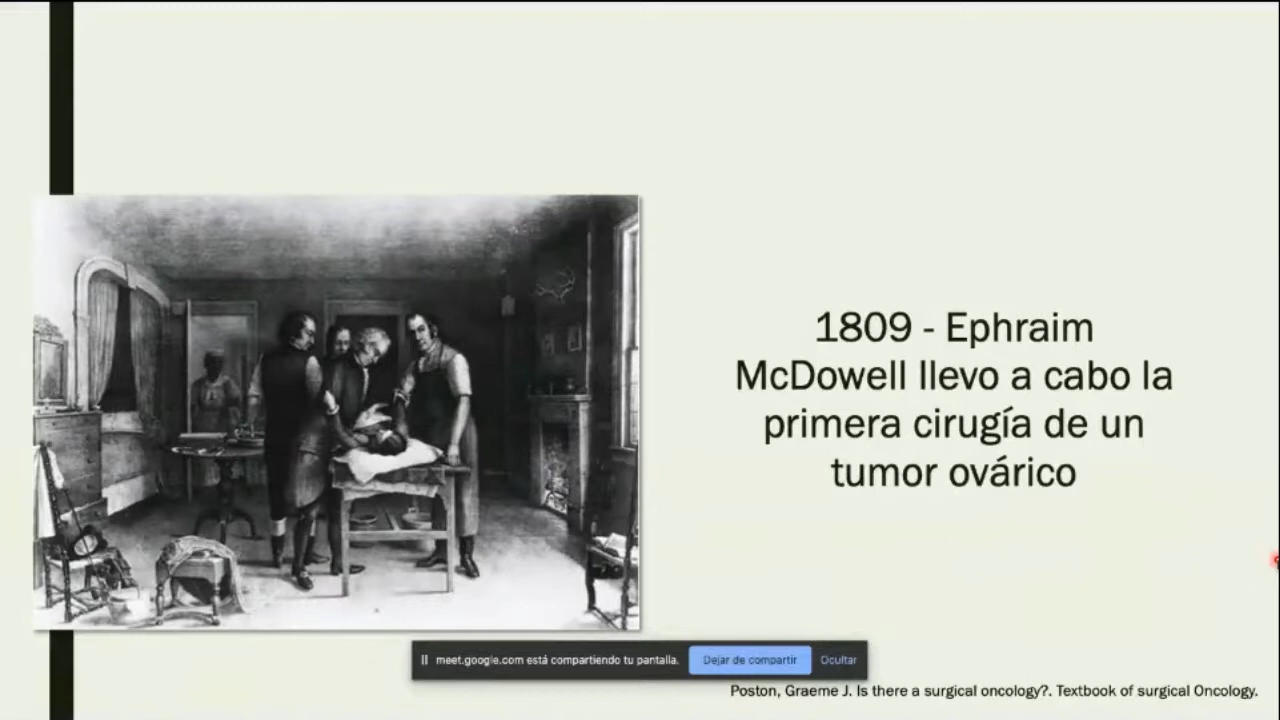 1809 - Ephraim
McDowell llevo a cabo la
primera cirugía de un
tumor ovárico
meet.google.com está compartiendo tu pantalla. Dejar de compartir Ocultar
Poston, Graeme J. Is there a surgical oncology?. Textbook of surgical Oncology.